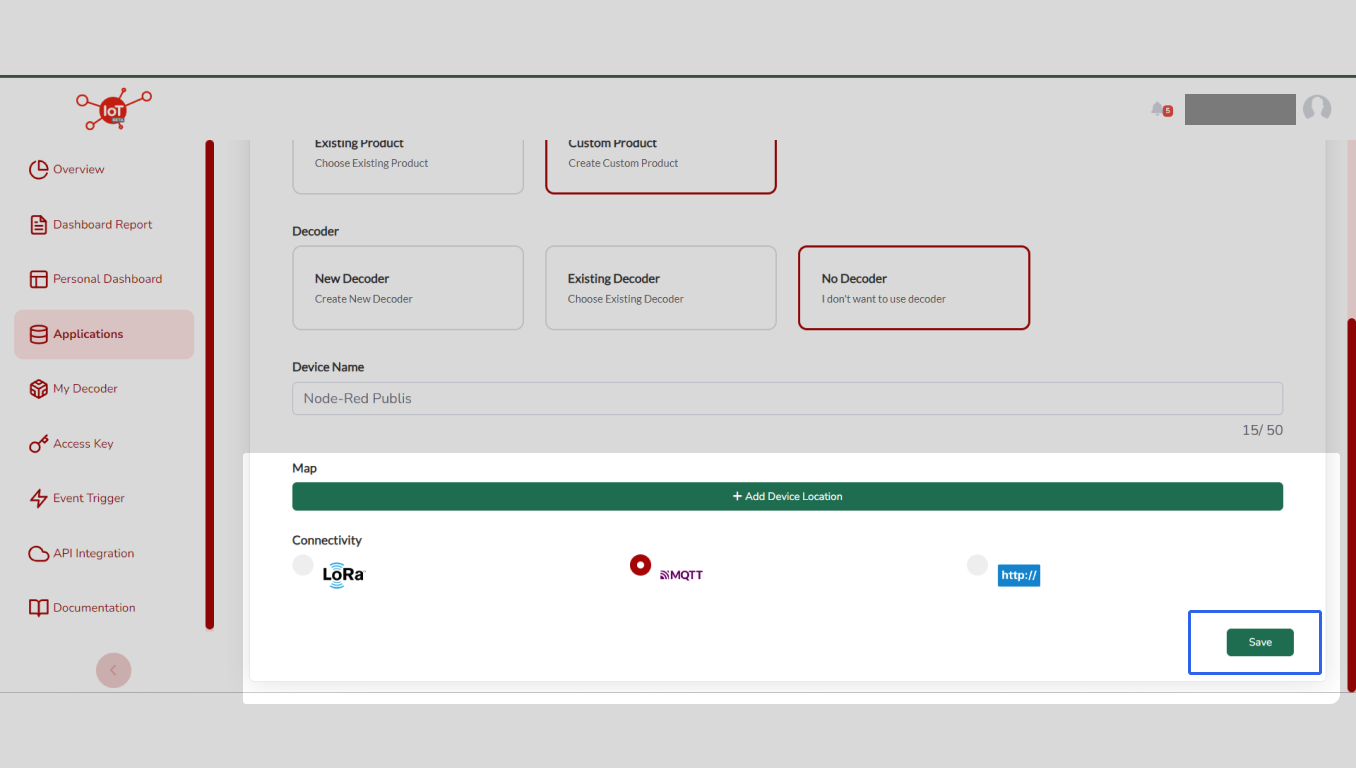 IoT
BETA
5
Overview
Dashboard Report
Personal Dashboard
Applications
My Decoder
Access Key
Event Trigger
API Integration
Documentation
Existing Product
Choose Existing Product
Custom Product
Create Custom Product
Decoder
New Decoder
Create New Decoder
Existing Decoder
Choose Existing Decoder
No Decoder
I don't want to use decoder
Device Name
Node-Red Publis
15/ 50
Map
+ Add Device Location
Connectivity
LoRa
MQTT
http://
Save